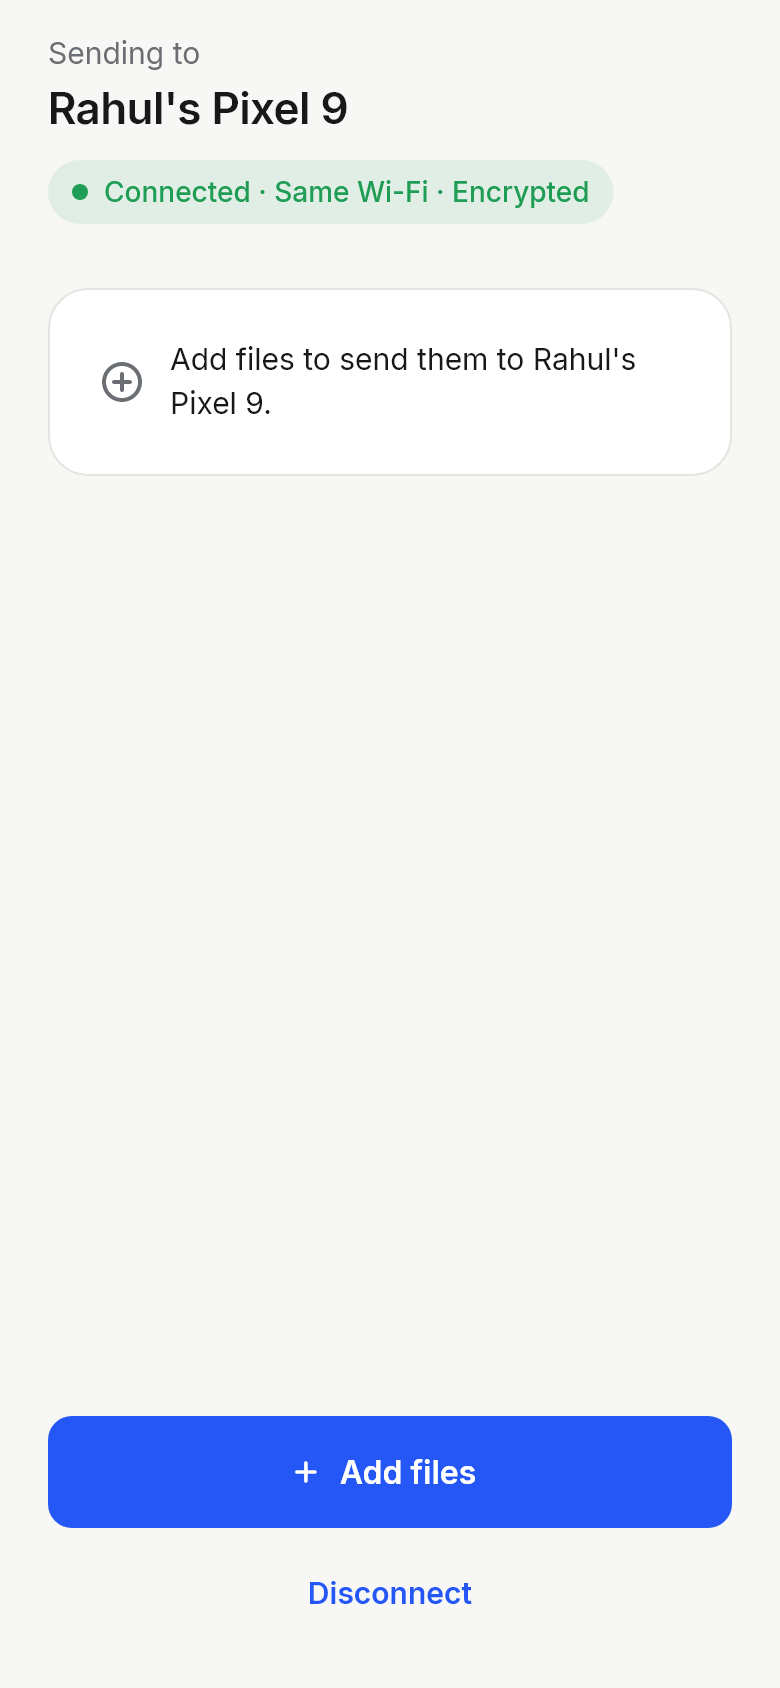 Sending to
Rahul's Pixel 9
Connected · Same Wi-Fi · Encrypted
Add files to send them to Rahul's
Pixel 9.
Add files
Disconnect